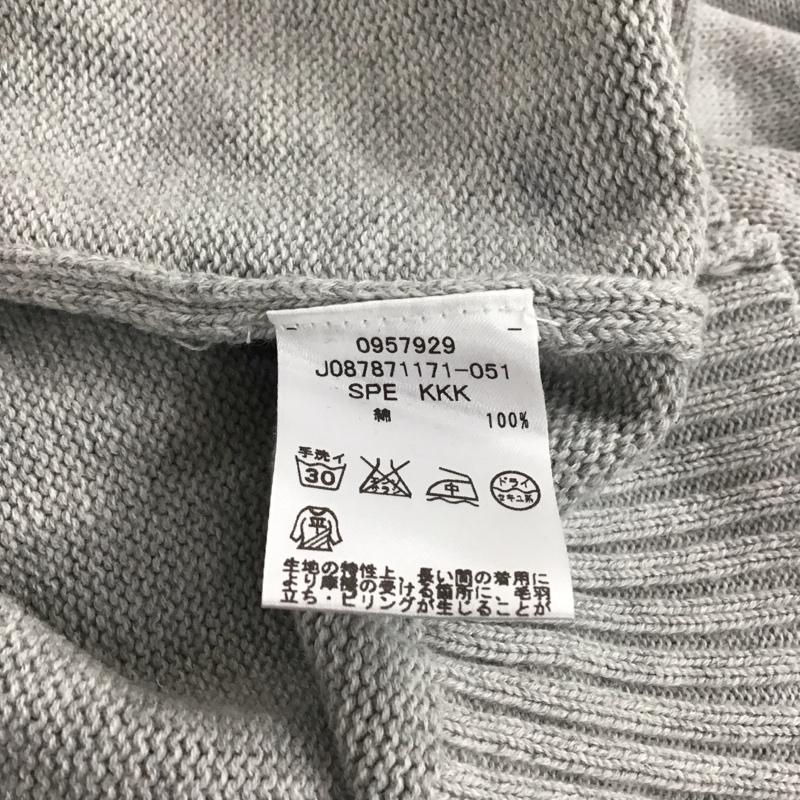 0957929
J087871171-051
SPE KKK
綿 100%
手洗イ
30
エンソ
中
ドライ
セキユ系
平
生地の特性上、長い間の着用に
より摩擦の受ける箇所に、毛羽
立ち・ピリングが生じることが